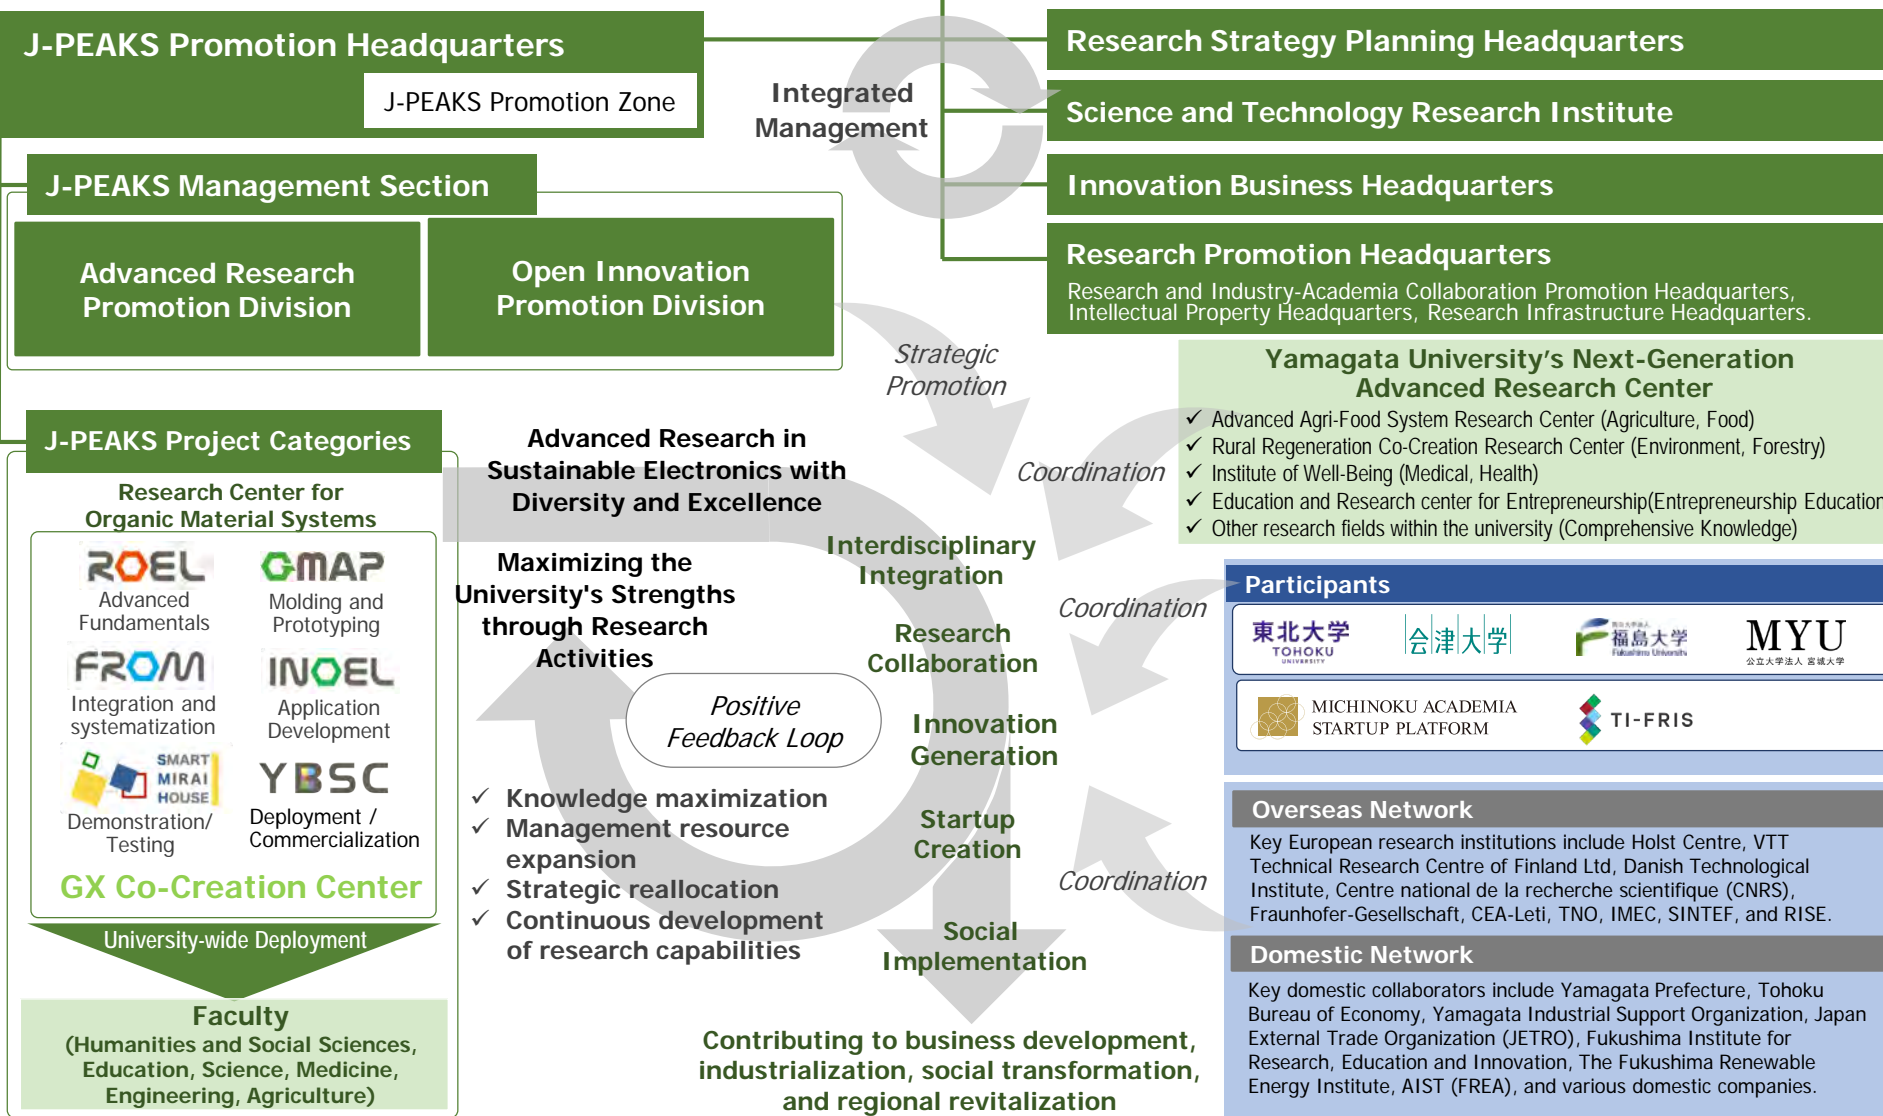 J-PEAKS Promotion Headquarters
J-PEAKS Promotion Zone
Integrated
Management
Research Strategy Planning Headquarters
Science and Technology Research Institute
Innovation Business Headquarters
Research Promotion Headquarters
Research and Industry-Academia Collaboration Promotion Headquarters,
Intellectual Property Headquarters, Research Infrastructure Headquarters.
J-PEAKS Management Section
Advanced Research
Promotion Division
Open Innovation
Promotion Division
Strategic
Promotion
Yamagata University's Next-Generation
Advanced Research Center
✓ Advanced Agri-Food System Research Center (Agriculture, Food)
✓ Rural Regeneration Co-Creation Research Center (Environment, Forestry)
✓ Institute of Well-Being (Medical, Health)
✓ Education and Research center for Entrepreneurship(Entrepreneurship Education
✓ Other research fields within the university (Comprehensive Knowledge)
Coordination
J-PEAKS Project Categories
Research Center for
Organic Material Systems
ROEL
Advanced
Fundamentals
GMAP
Molding and
Prototyping
FROM
Integration and
systematization
INOEL
Application
Development
SMART
MIRAI
HOUSE
Demonstration/
Testing
YBSC
Deployment /
Commercialization
GX Co-Creation Center
University-wide Deployment
Faculty
(Humanities and Social Sciences,
Education, Science, Medicine,
Engineering, Agriculture)
Advanced Research in
Sustainable Electronics with
Diversity and Excellence
Maximizing the
University's Strengths
through Research
Activities
Positive
Feedback Loop
✓ Knowledge maximization
✓ Management resource
expansion
✓ Strategic reallocation
✓ Continuous development
of research capabilities
Interdisciplinary
Integration
Research
Collaboration
Innovation
Generation
Startup
Creation
Social
Implementation
Contributing to business development,
industrialization, social transformation,
and regional revitalization
Coordination
Participants
東北大学
TOHOKU
UNIVERSITY
会津大学
福島大学
Fukushima University
MYU
公立大学法人 宮城大学
MICHINOKU ACADEMIA
STARTUP PLATFORM
TI-FRIS
Coordination
Overseas Network
Key European research institutions include Holst Centre, VTT
Technical Research Centre of Finland Ltd, Danish Technological
Institute, Centre national de la recherche scientifique (CNRS),
Fraunhofer-Gesellschaft, CEA-Leti, TNO, IMEC, SINTEF, and RISE.
Domestic Network
Key domestic collaborators include Yamagata Prefecture, Tohoku
Bureau of Economy, Yamagata Industrial Support Organization, Japan
External Trade Organization (JETRO), Fukushima Institute for
Research, Education and Innovation, The Fukushima Renewable
Energy Institute, AIST (FREA), and various domestic companies.